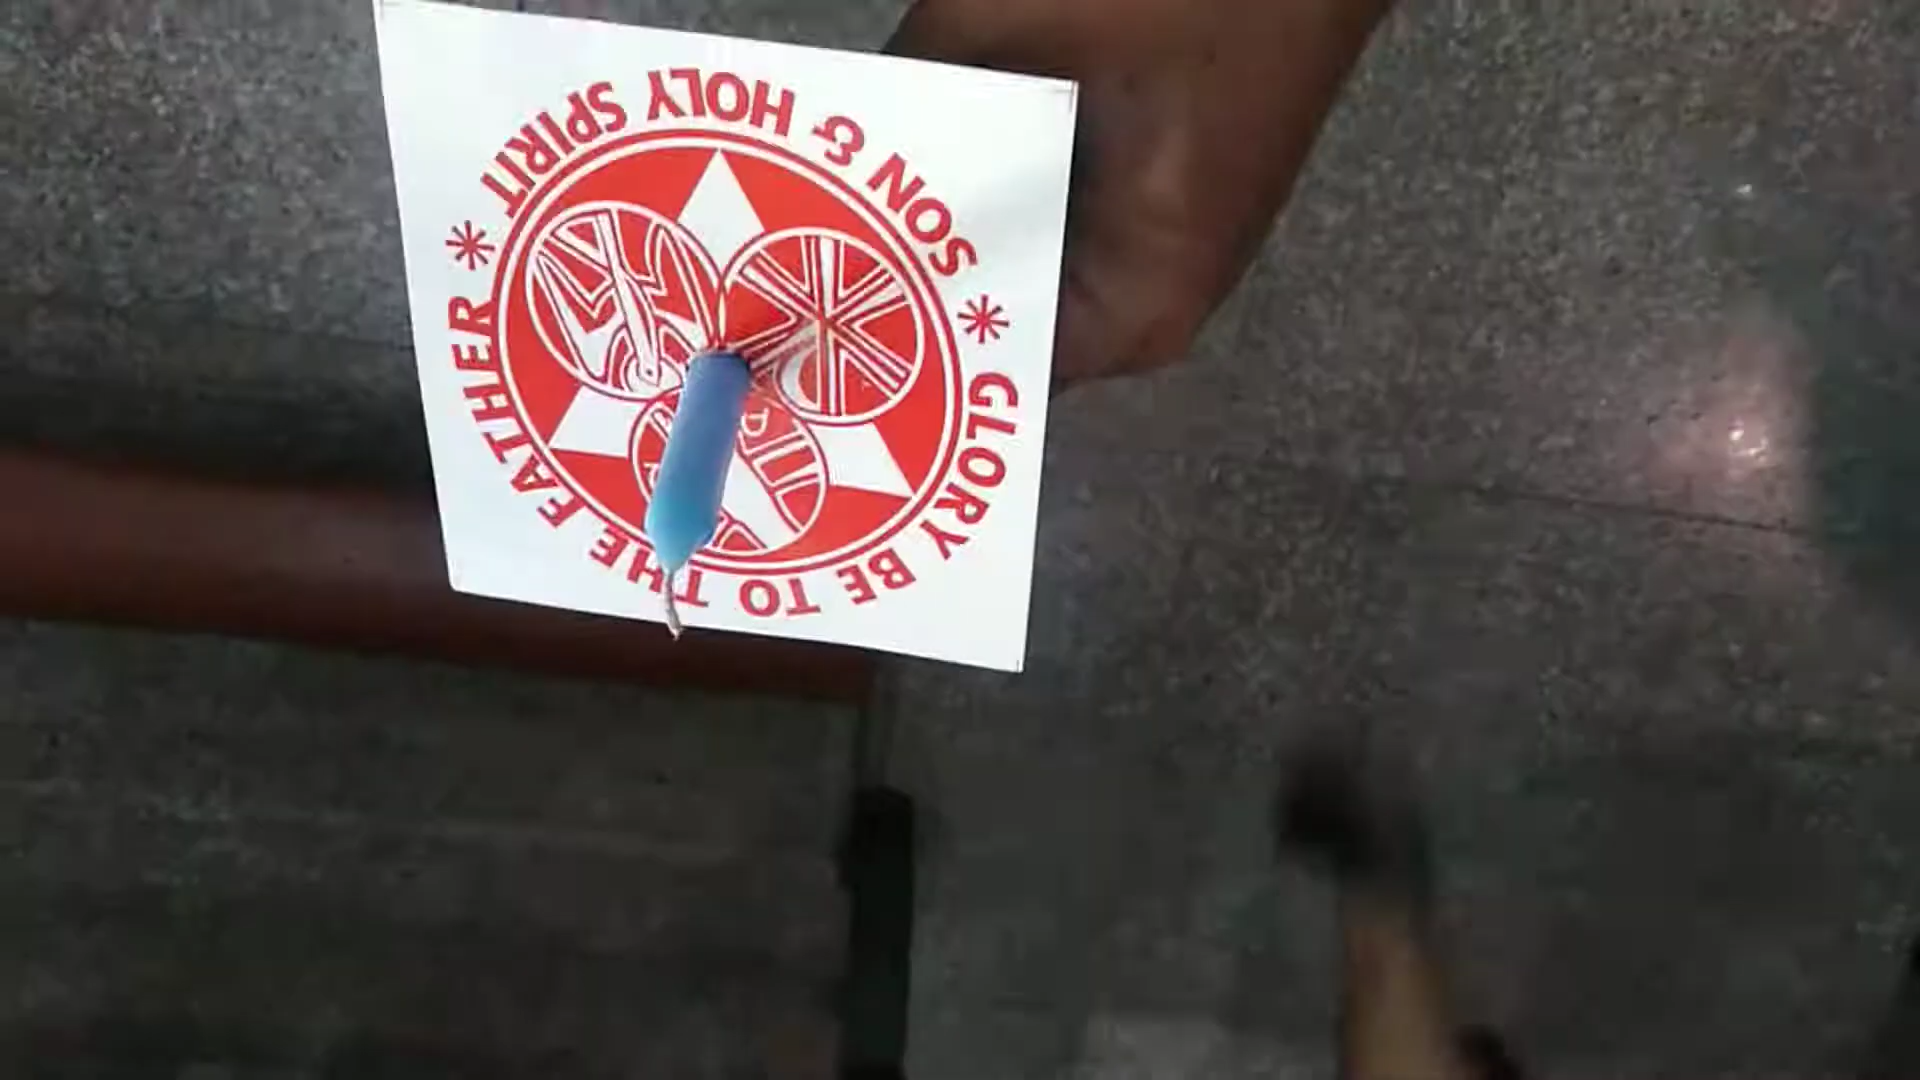 GLORY BE TO THE FATHER * SON & HOLY SPIRIT *